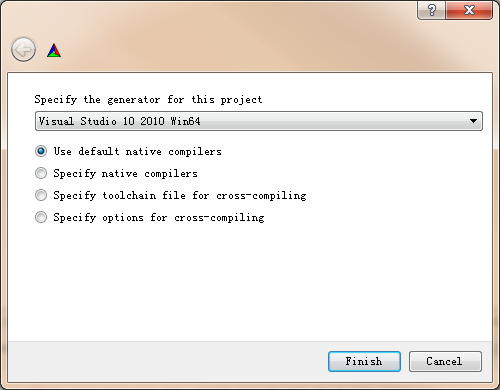 ?
Specify the generator for this project
Visual Studio 10 2010 Win64
Use default native compilers
Specify native compilers
Specify toolchain file for cross-compiling
Specify options for cross-compiling
Finish
Cancel